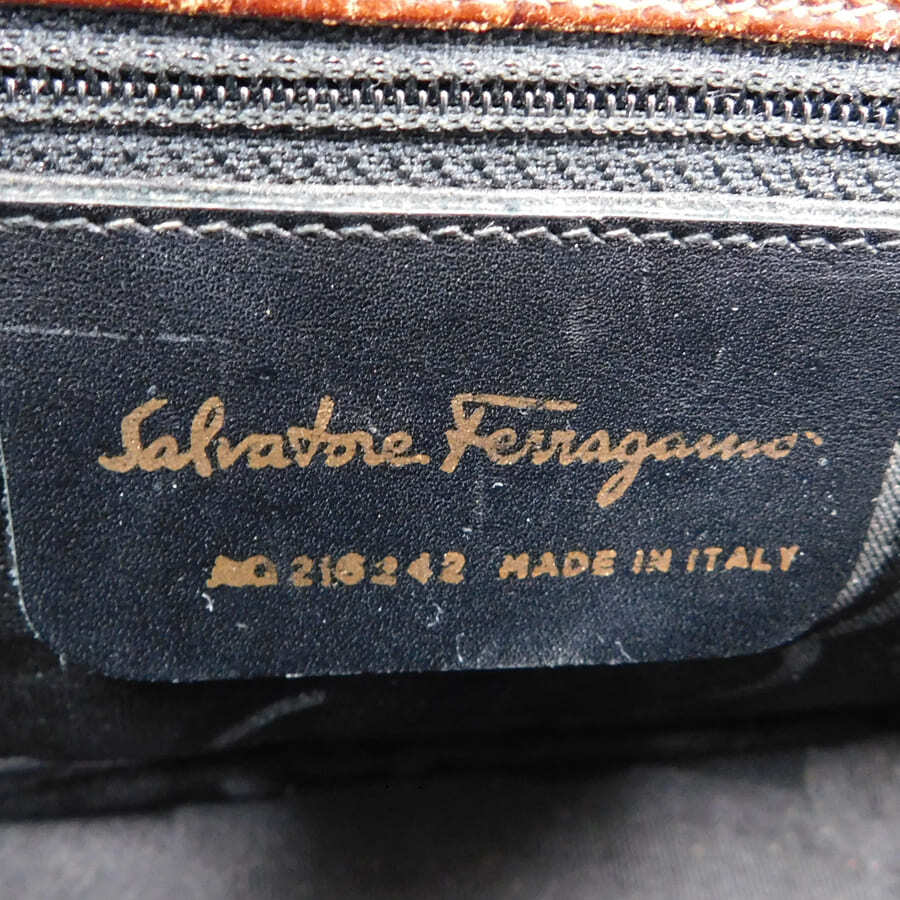 Salvatore Ferragamo
216242 MADE IN ITALY